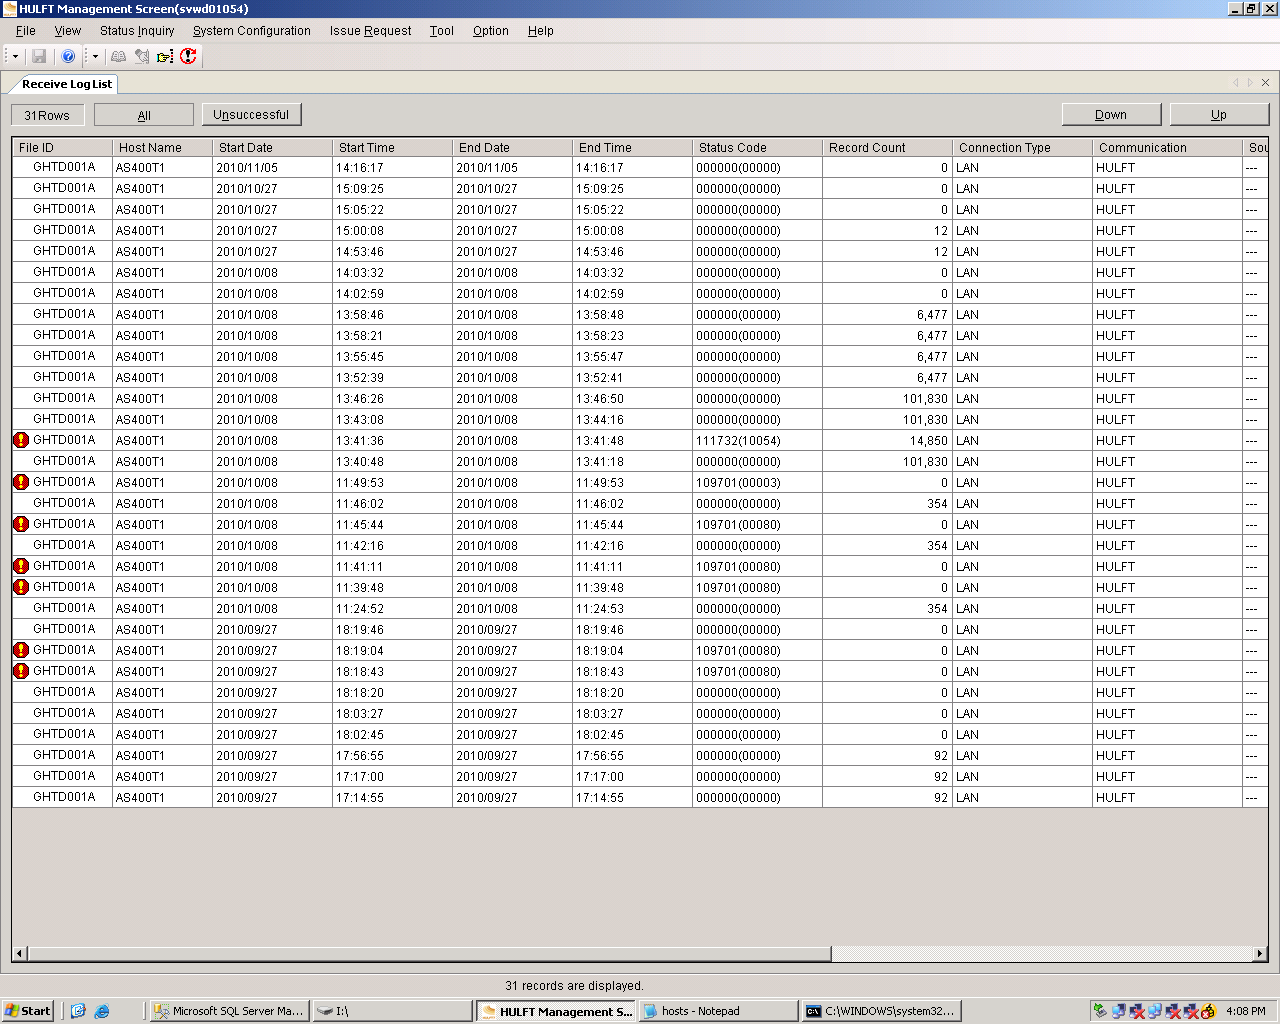 HULFT Management Screen(svwd01054)
File View Status Inquiry System Configuration Issue Request Tool Option Help
Receive Log List
31Rows All Unsuccessful Down Up
File ID Host Name Start Date Start Time End Date End Time Status Code Record Count Connection Type Communication Sou
GHTD001A AS400T1 2010/11/05 14:16:17 2010/11/05 14:16:17 000000(00000) 0 LAN HULFT ---
GHTD001A AS400T1 2010/10/27 15:09:25 2010/10/27 15:09:25 000000(00000) 0 LAN HULFT ---
GHTD001A AS400T1 2010/10/27 15:05:22 2010/10/27 15:05:22 000000(00000) 0 LAN HULFT ---
GHTD001A AS400T1 2010/10/27 15:00:08 2010/10/27 15:00:08 000000(00000) 12 LAN HULFT ---
GHTD001A AS400T1 2010/10/27 14:53:46 2010/10/27 14:53:46 000000(00000) 12 LAN HULFT ---
GHTD001A AS400T1 2010/10/08 14:03:32 2010/10/08 14:03:32 000000(00000) 0 LAN HULFT ---
GHTD001A AS400T1 2010/10/08 14:02:59 2010/10/08 14:02:59 000000(00000) 0 LAN HULFT ---
GHTD001A AS400T1 2010/10/08 13:58:46 2010/10/08 13:58:48 000000(00000) 6,477 LAN HULFT ---
GHTD001A AS400T1 2010/10/08 13:58:21 2010/10/08 13:58:23 000000(00000) 6,477 LAN HULFT ---
GHTD001A AS400T1 2010/10/08 13:55:45 2010/10/08 13:55:47 000000(00000) 6,477 LAN HULFT ---
GHTD001A AS400T1 2010/10/08 13:52:39 2010/10/08 13:52:41 000000(00000) 6,477 LAN HULFT ---
GHTD001A AS400T1 2010/10/08 13:46:26 2010/10/08 13:46:50 000000(00000) 101,830 LAN HULFT ---
GHTD001A AS400T1 2010/10/08 13:43:08 2010/10/08 13:44:16 000000(00000) 101,830 LAN HULFT ---
GHTD001A AS400T1 2010/10/08 13:41:36 2010/10/08 13:41:48 111732(10054) 14,850 LAN HULFT ---
GHTD001A AS400T1 2010/10/08 13:40:48 2010/10/08 13:41:18 000000(00000) 101,830 LAN HULFT ---
GHTD001A AS400T1 2010/10/08 11:49:53 2010/10/08 11:49:53 109701(00003) 0 LAN HULFT ---
GHTD001A AS400T1 2010/10/08 11:46:02 2010/10/08 11:46:02 000000(00000) 354 LAN HULFT ---
GHTD001A AS400T1 2010/10/08 11:45:44 2010/10/08 11:45:44 109701(00080) 0 LAN HULFT ---
GHTD001A AS400T1 2010/10/08 11:42:16 2010/10/08 11:42:16 000000(00000) 354 LAN HULFT ---
GHTD001A AS400T1 2010/10/08 11:41:11 2010/10/08 11:41:11 109701(00080) 0 LAN HULFT ---
GHTD001A AS400T1 2010/10/08 11:39:48 2010/10/08 11:39:48 109701(00080) 0 LAN HULFT ---
GHTD001A AS400T1 2010/10/08 11:24:52 2010/10/08 11:24:53 000000(00000) 354 LAN HULFT ---
GHTD001A AS400T1 2010/09/27 18:19:46 2010/09/27 18:19:46 000000(00000) 0 LAN HULFT ---
GHTD001A AS400T1 2010/09/27 18:19:04 2010/09/27 18:19:04 109701(00080) 0 LAN HULFT ---
GHTD001A AS400T1 2010/09/27 18:18:43 2010/09/27 18:18:43 109701(00080) 0 LAN HULFT ---
GHTD001A AS400T1 2010/09/27 18:18:20 2010/09/27 18:18:20 000000(00000) 0 LAN HULFT ---
GHTD001A AS400T1 2010/09/27 18:03:27 2010/09/27 18:03:27 000000(00000) 0 LAN HULFT ---
GHTD001A AS400T1 2010/09/27 18:02:45 2010/09/27 18:02:45 000000(00000) 0 LAN HULFT ---
GHTD001A AS400T1 2010/09/27 17:56:55 2010/09/27 17:56:55 000000(00000) 92 LAN HULFT ---
GHTD001A AS400T1 2010/09/27 17:17:00 2010/09/27 17:17:00 000000(00000) 92 LAN HULFT ---
GHTD001A AS400T1 2010/09/27 17:14:55 2010/09/27 17:14:55 000000(00000) 92 LAN HULFT ---
31 records are displayed.
Start Microsoft SQL Server Ma... I:\ HULFT Management S... hosts - Notepad C:\WINDOWS\system32... 4:08 PM